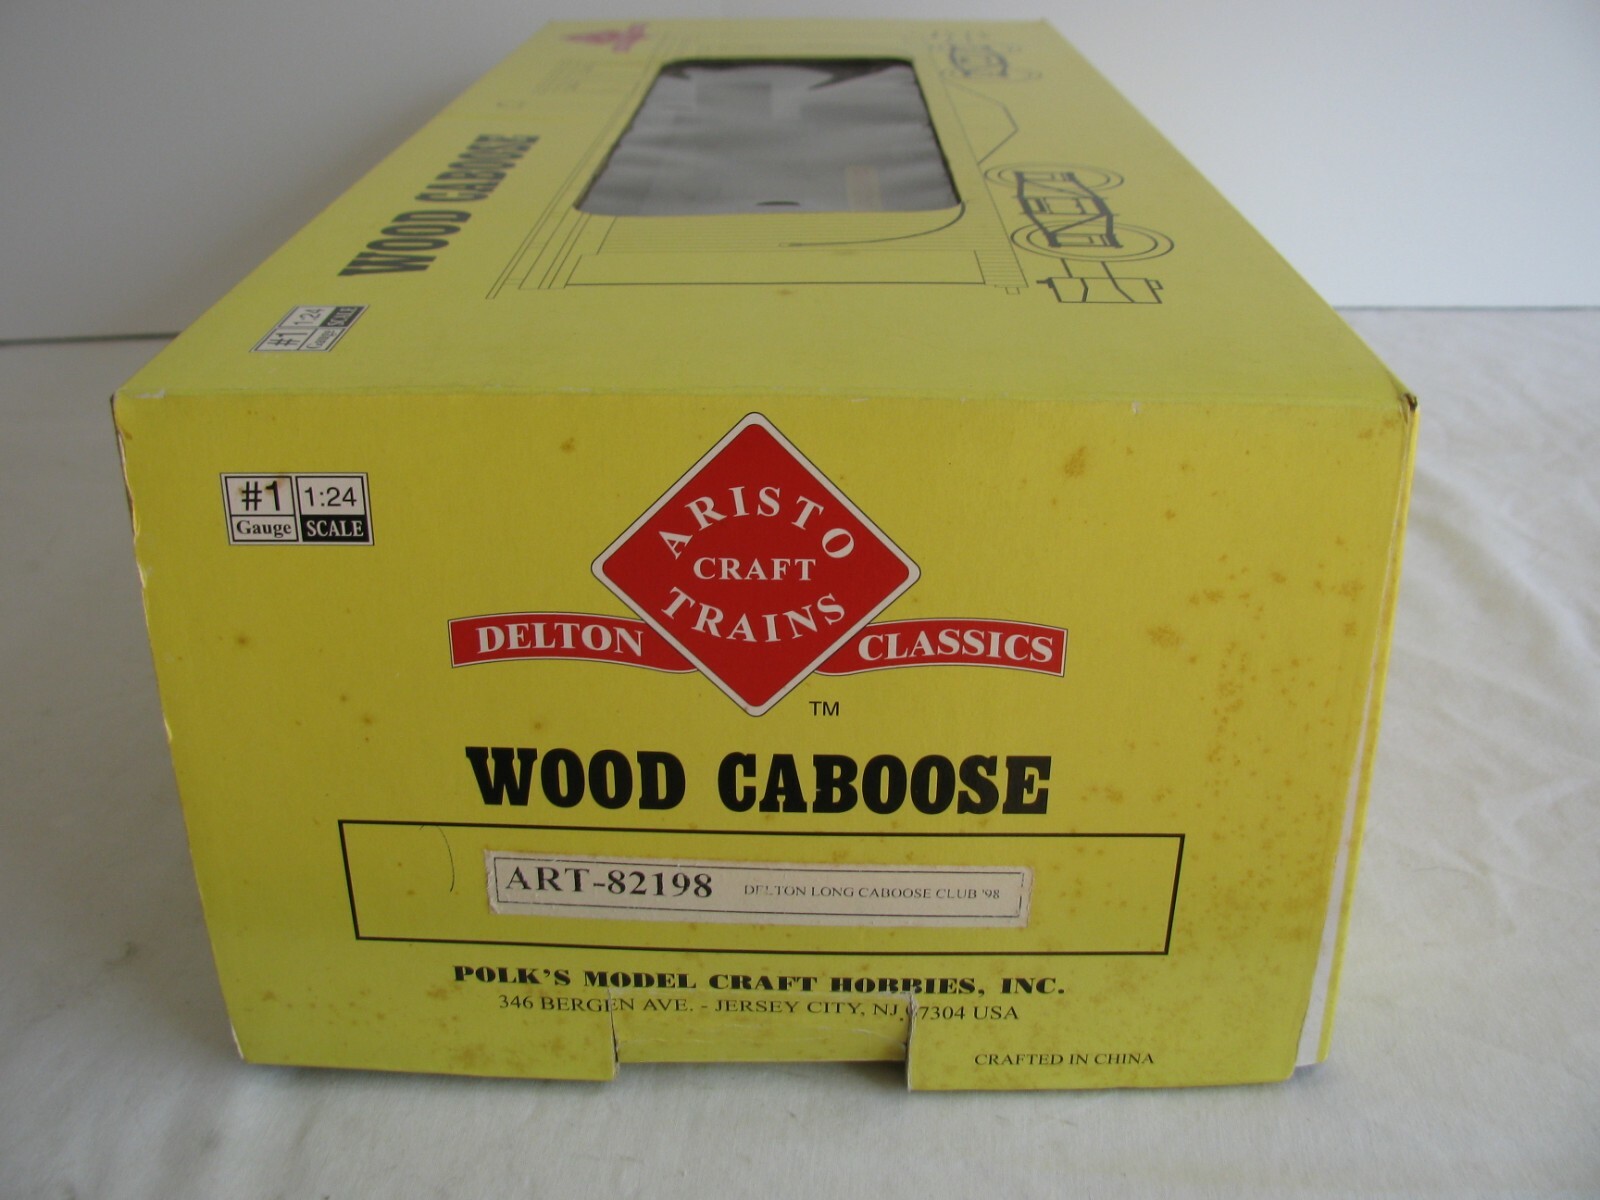 WOOD CABOOSE
#1 1:24
Gauge SCALE
#1 1:24
Gauge SCALE
ARISTO
CRAFT
TRAINS
DELTON CLASSICS
TM
WOOD CABOOSE
ART-82198 DELTON LONG CABOOSE CLUB '98
POLK'S MODEL CRAFT HOBBIES, INC.
346 BERGEN AVE. - JERSEY CITY, NJ 07304 USA
CRAFTED IN CHINA